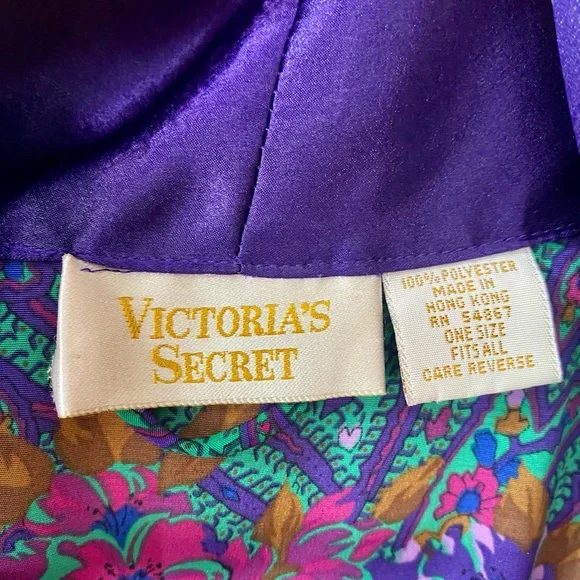 VICTORIA'S
SECRET
100% POLYESTER
MADE IN
HONG KONG
RN 54867
ONE SIZE
FITS ALL
CARE REVERSE